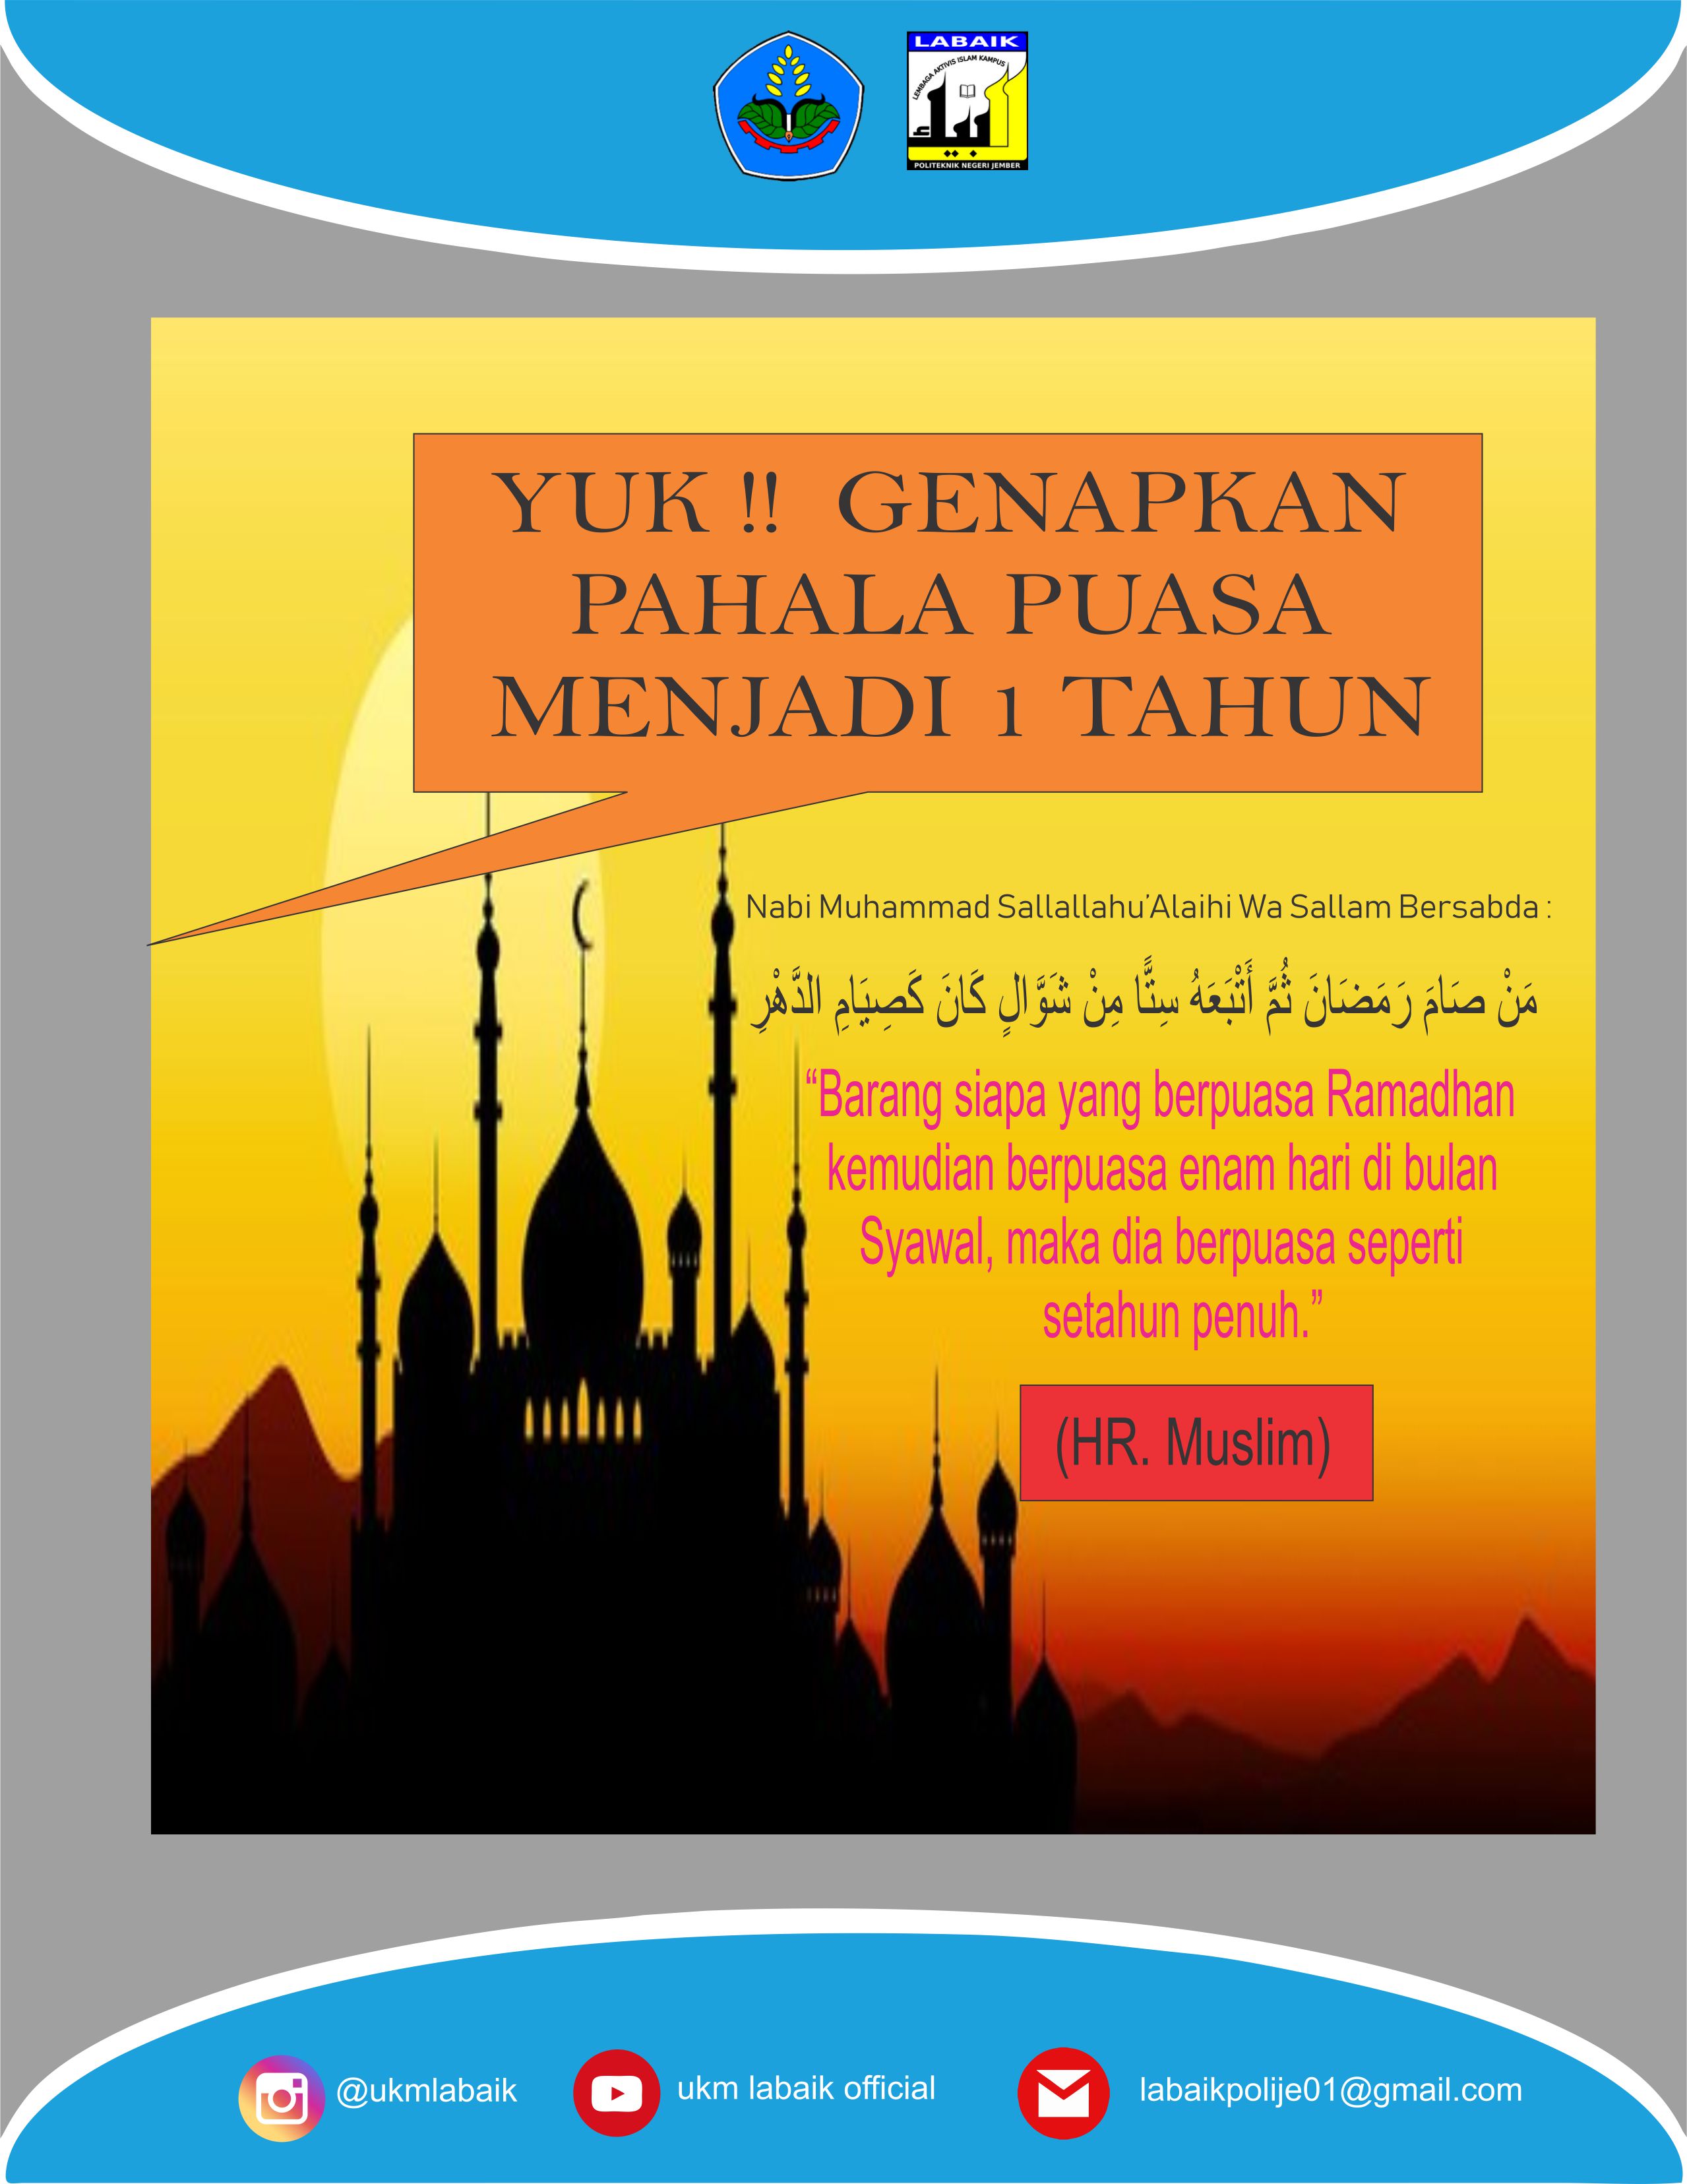 LABAIK
LEMBAGA AKTIVIS ISLAM KAMPUS
POLITEKNIK NEGERI JEMBER
YUK !! GENAPKAN
PAHALA PUASA
MENJADI 1 TAHUN
Nabi Muhammad Sallallahu’Alaihi Wa Sallam Bersabda :
مَنْ صَامَ رَمَضَانَ ثُمَّ أَتْبَعَهُ سِتًّا مِنْ شَوَّالٍ كَانَ كَصِيَامِ الدَّهْرِ
“Barang siapa yang berpuasa Ramadhan
kemudian berpuasa enam hari di bulan
Syawal, maka dia berpuasa seperti
setahun penuh.”
(HR. Muslim)
@ukmlabaik
ukm labaik official
labaikpolije01@gmail.com